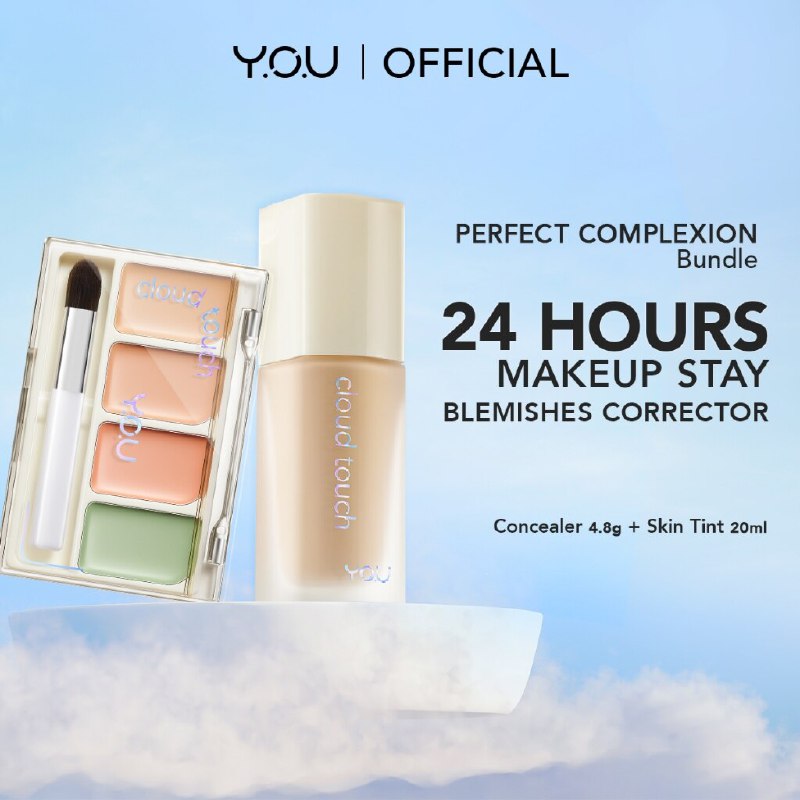 Y.O.U | OFFICIAL
PERFECT COMPLEXION
Bundle
24 HOURS
MAKEUP STAY
BLEMISHES CORRECTOR
Concealer 4.8g + Skin Tint 20ml
cloud touch
Y.O.U
cloud touch
Y.O.U